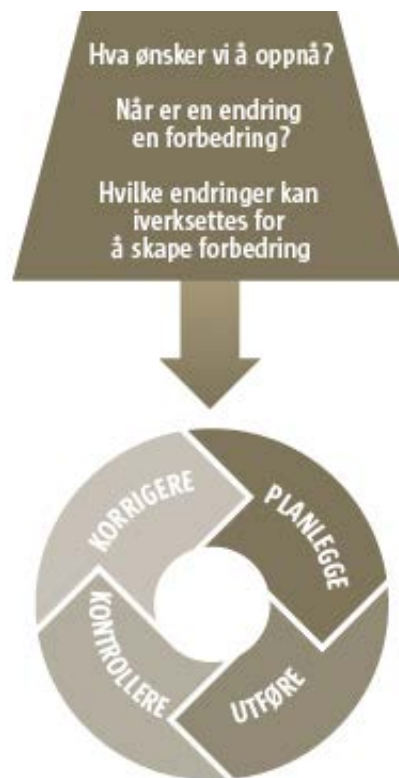 Hva ønsker vi å oppnå?
Når er en endring
en forbedring?
Hvilke endringer kan
iverksettes for
å skape forbedring
PLANLEGGE
UTFØRE
KONTROLLERE
KORRIGERE